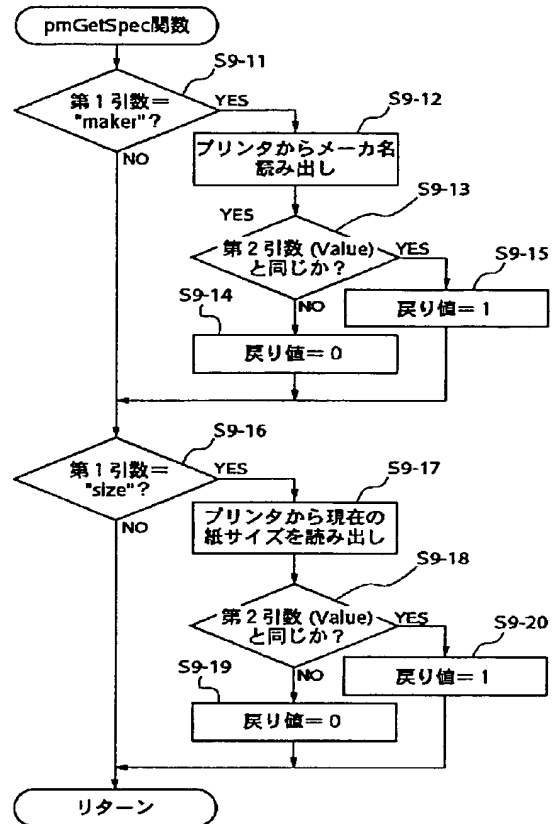 pmGetSpec関数
S9-11
第1引数=
"maker"?
YES
NO
S9-12
プリンタからメーカ名
読み出し
S9-13
YES
第2引数 (Value)
と同じか?
YES
NO
S9-15
戻り値=1
S9-14
戻り値=0
S9-16
第1引数=
"size"?
YES
NO
S9-17
プリンタから現在の
紙サイズを読み出し
S9-18
第2引数 (Value)
と同じか?
YES
NO
S9-20
戻り値=1
S9-19
戻り値=0
リターン